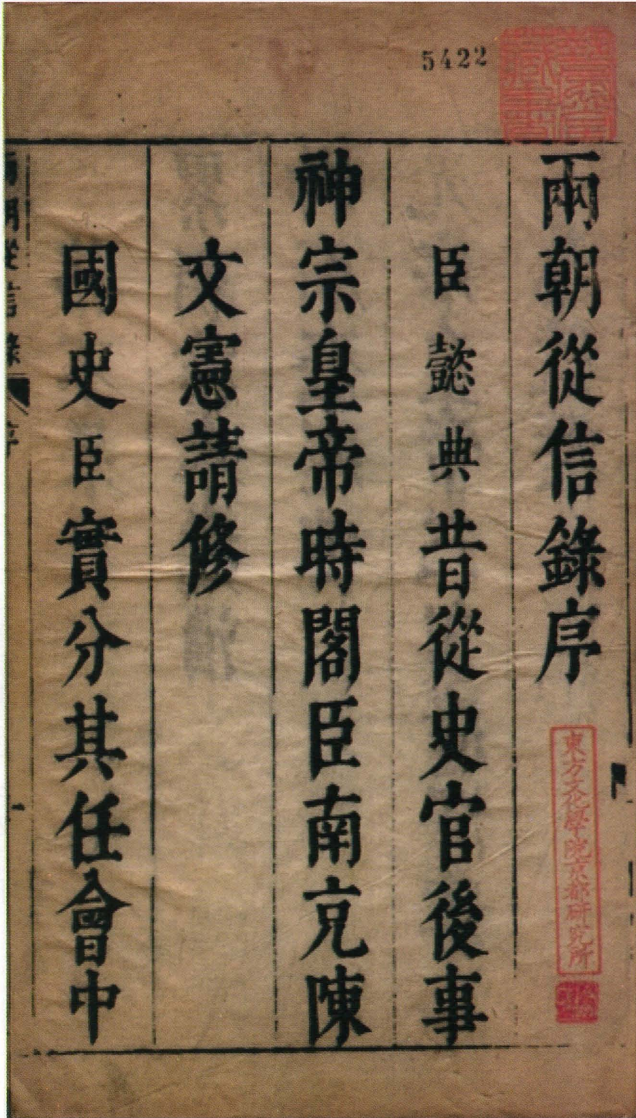 5422
兩朝從信錄序
臣懿典昔從史官後事
神宗皇帝時閣臣南充陳
文憲請修
國史臣實分其任會中
東方文化學院京都研究所